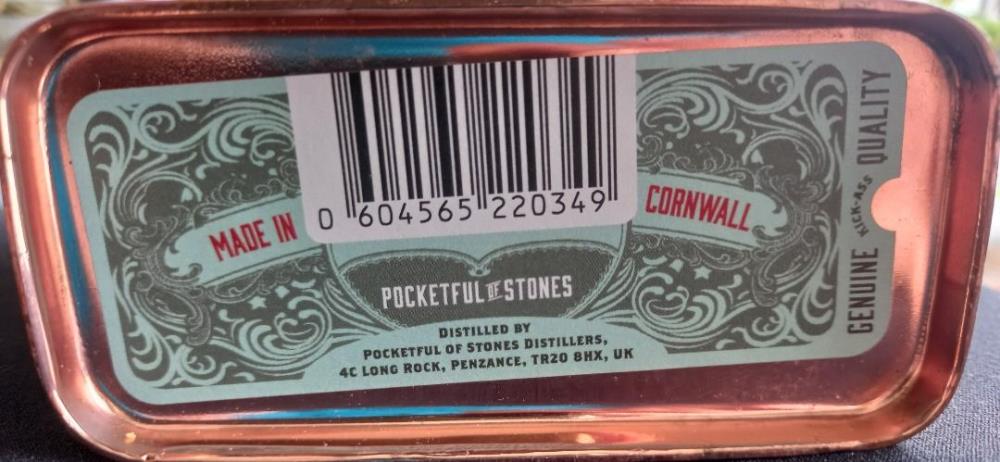 0 604565 220349
MADE IN CORNWALL
POCKETFUL OF STONES
DISTILLED BY
POCKETFUL OF STONES DISTILLERS,
4C LONG ROCK, PENZANCE, TR20 8HX, UK
GENUINE KICK-ASS QUALITY